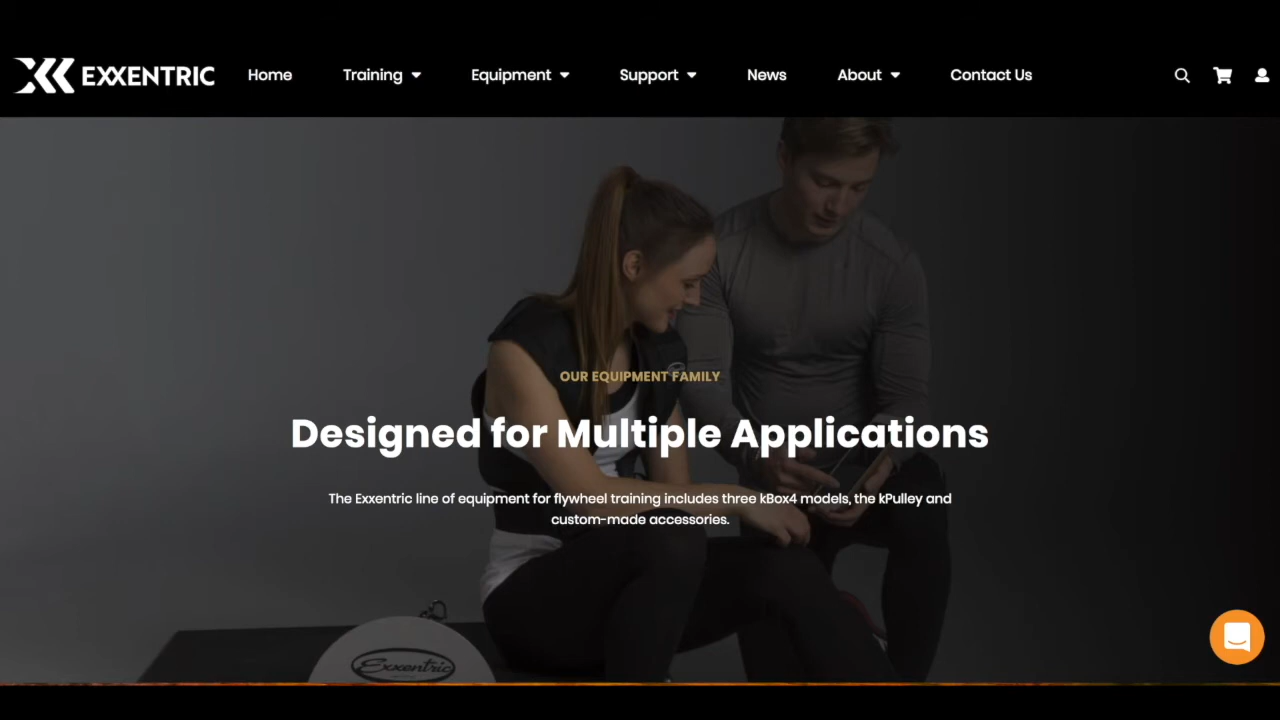 EXXENTRIC Home Training Equipment Support News About Contact Us
OUR EQUIPMENT FAMILY
Designed for Multiple Applications
The Exxentric line of equipment for flywheel training includes three kBox4 models, the kPulley and
custom-made accessories.
Exxentric